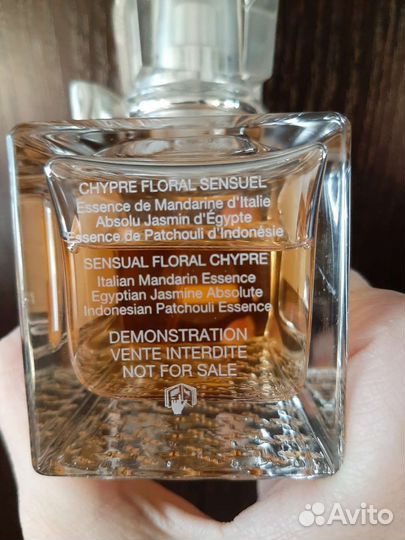 CHYPRE FLORAL SENSUEL
Essence de Mandarine d'Italie
Absolu Jasmin d'Égypte
Essence de Patchouli d'Indonésie
SENSUAL FLORAL CHYPRE
Italian Mandarin Essence
Egyptian Jasmine Absolute
Indonesian Patchouli Essence
DEMONSTRATION
VENTE INTERDITE
NOT FOR SALE
Avito